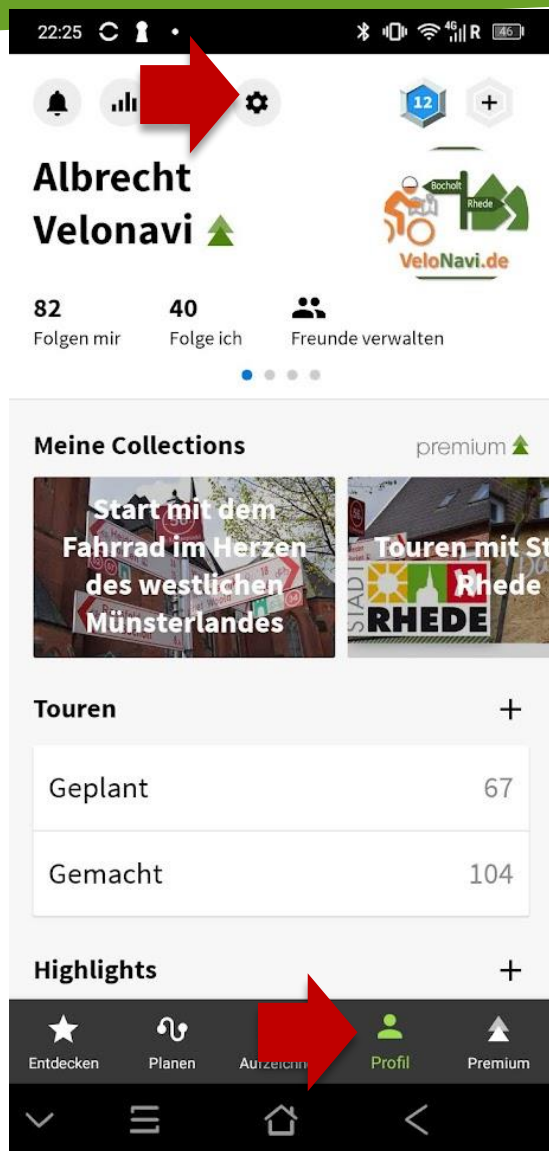 22:25
46 R 46
12
Albrecht
Velonavi
Bocholt
Rhede
VeloNavi.de
82 40
Folgen mir Folge ich Freunde verwalten
Meine Collections premium
Start mit dem
Fahrrad im Herzen
des westlichen
Münsterlandes
Touren mit St
Rhede
STADT
RHEDE
Touren
Geplant 67
Gemacht 104
Highlights
Entdecken Planen Profil Premium